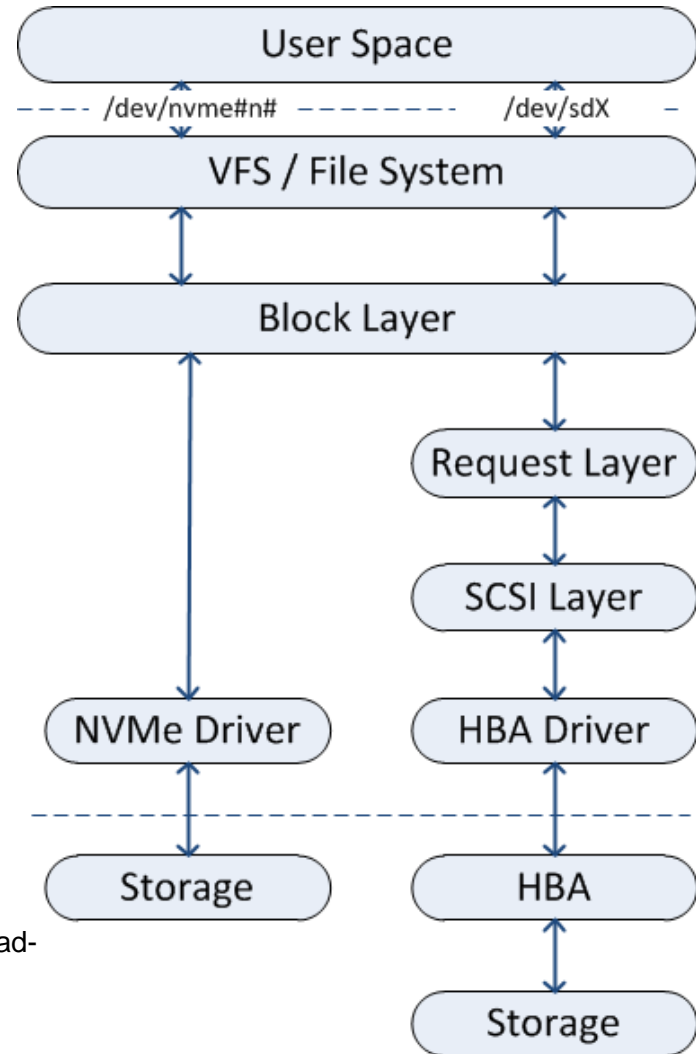 User Space
/dev/nvme#n# /dev/sdX
VFS / File System
Block Layer
Request Layer
SCSI Layer
NVMe Driver HBA Driver
Storage HBA
ad-
Storage